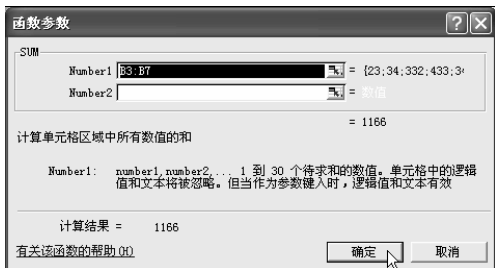 函数参数
SUM
Number1 B3:B7 = {23;34;332;433;34
Number2 = 数值
= 1166
计算单元格区域中所有数值的和
Number1: number1,number2,... 1 到 30 个待求和的数值。单元格中的逻辑
值和文本将被忽略。但当作为参数键入时，逻辑值和文本有效
计算结果 = 1166
有关该函数的帮助(H) 确定 取消